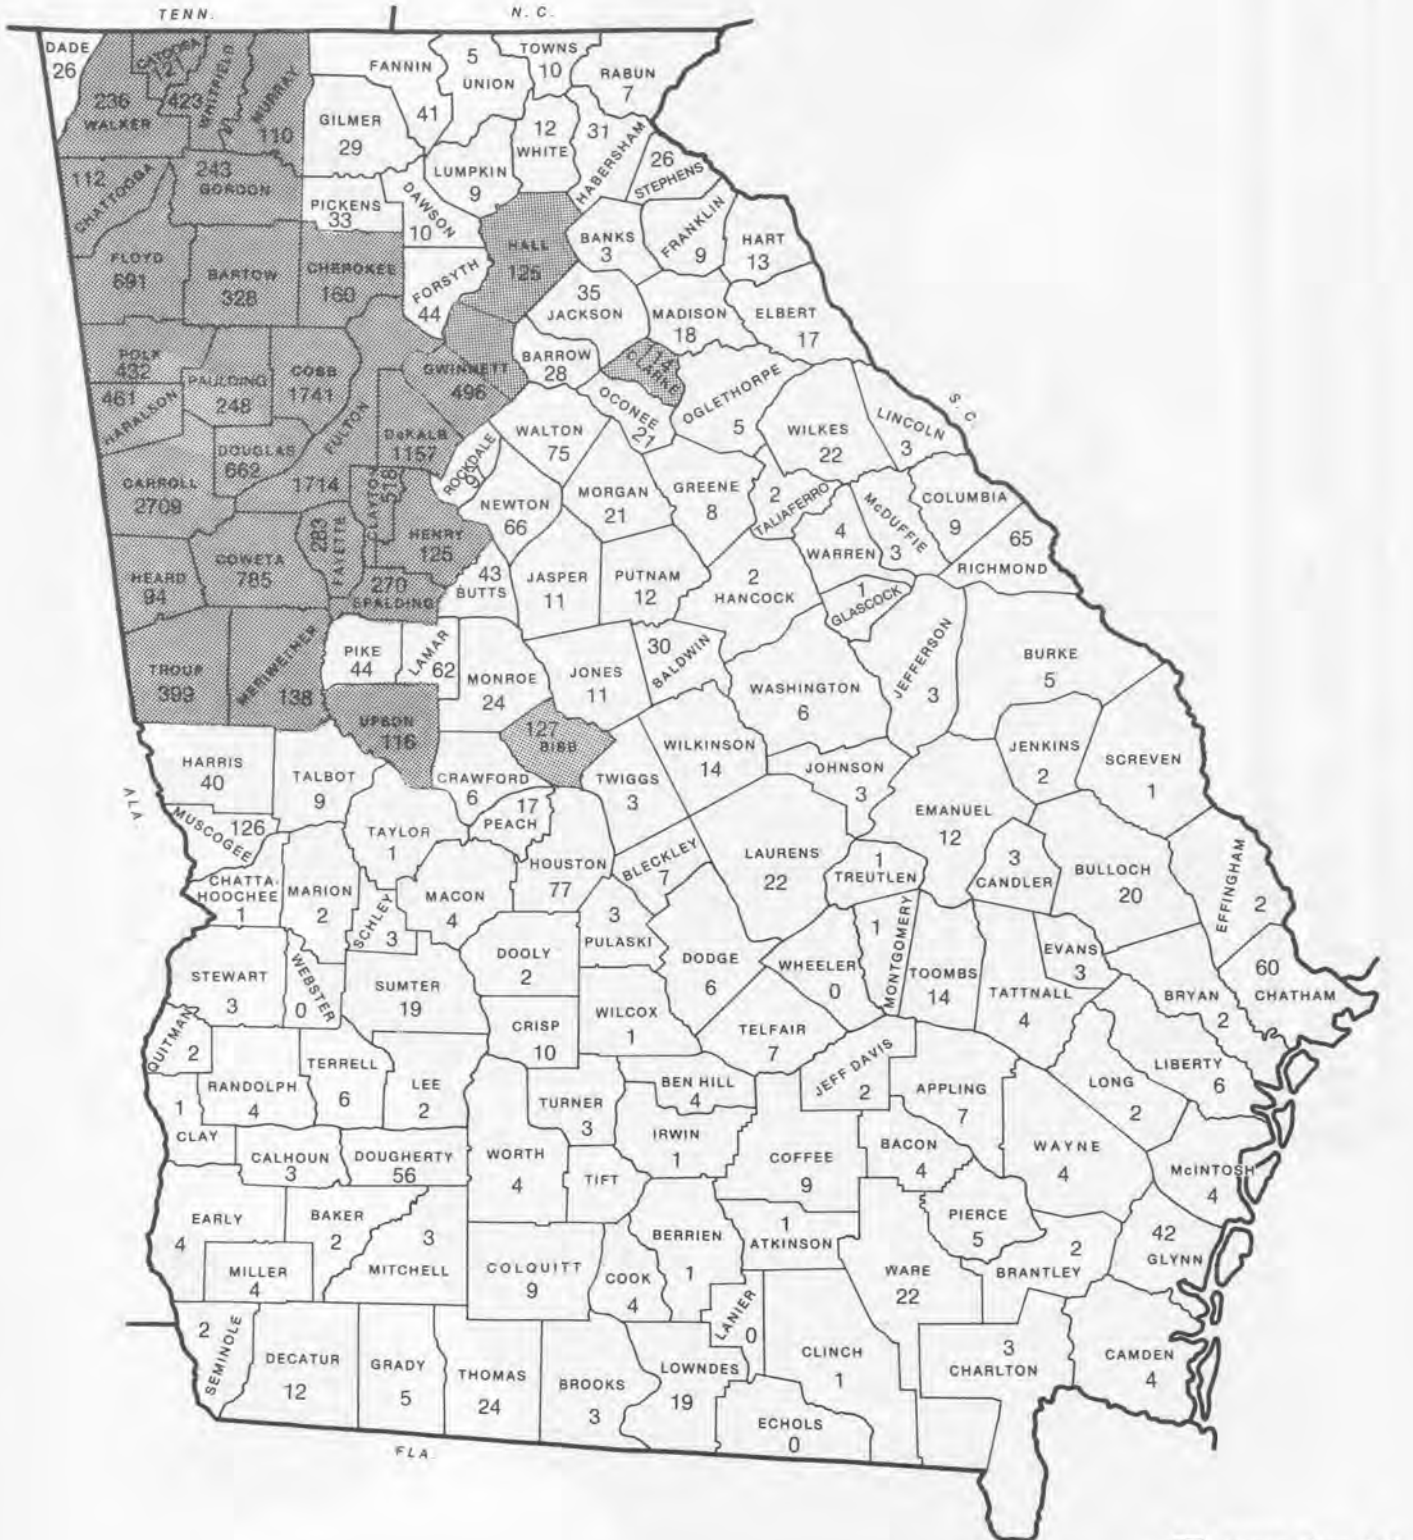 TENN.
N.C.
DADE
26
CATOOSA
121
WHITFIELD
423
MURRAY
110
236
WALKER
FANNIN
41
5
UNION
TOWNS
10
RABUN
7
GILMER
29
12
WHITE
31
HABERSHAM
26
STEPHENS
LUMPKIN
9
112
CHATTOOGA
243
GORDON
PICKENS
33
DAWSON
10
HALL
125
BANKS
3
FRANKLIN
9
HART
13
FLOYD
691
BARTOW
328
CHEROKEE
160
FORSYTH
44
35
JACKSON
MADISON
18
ELBERT
17
POLK
432
PAULDING
248
COBB
1741
GWINNETT
496
BARROW
28
CLARKE
OCONEE
21
OGLETHORPE
5
WILKES
22
LINCOLN
3
S.C.
461
HARALSON
DOUGLAS
662
FULTON
1714
DeKALB
1157
ROCKDALE
WALTON
75
CARROLL
2709
CLAYTON
518
NEWTON
66
MORGAN
21
GREENE
8
2
TALIAFERRO
McDUFFIE
3
COLUMBIA
9
65
RICHMOND
4
WARREN
HEARD
94
COWETA
785
FAYETTE
283
HENRY
125
270
SPALDING
43
BUTTS
JASPER
11
PUTNAM
12
2
HANCOCK
1
GLASCOCK
JEFFERSON
3
BURKE
5
TROUP
399
MERIWETHER
138
PIKE
44
LAMAR
62
MONROE
24
JONES
11
30
BALDWIN
WASHINGTON
6
UPSON
116
127
BIBB
WILKINSON
14
JENKINS
2
SCREVEN
1
HARRIS
40
TALBOT
9
CRAWFORD
6
TWIGGS
3
JOHNSON
3
EMANUEL
12
ALA.
MUSCOGEE
126
TAYLOR
1
17
PEACH
HOUSTON
77
BLECKLEY
7
LAURENS
22
1
TREUTLEN
3
CANDLER
BULLOCH
20
EFFINGHAM
2
CHATTA-
HOOCHEE
1
MARION
2
SCHLEY
3
MACON
4
3
PULASKI
DODGE
6
WHEELER
0
1
MONTGOMERY
TOOMBS
14
EVANS
3
TATTNALL
4
BRYAN
2
60
CHATHAM
STEWART
3
WEBSTER
0
SUMTER
19
DOOLY
2
WILCOX
1
CRISP
10
TELFAIR
7
JEFF DAVIS
2
APPLING
7
LONG
2
LIBERTY
6
QUITMAN
2
RANDOLPH
4
TERRELL
6
LEE
2
TURNER
3
BEN HILL
4
IRWIN
1
COFFEE
9
BACON
4
WAYNE
4
McINTOSH
4
1
CLAY
CALHOUN
3
DOUGHERTY
56
WORTH
4
TIFT
EARLY
4
BAKER
2
3
MITCHELL
MILLER
4
COLQUITT
9
COOK
4
BERRIEN
1
1
ATKINSON
WARE
22
PIERCE
5
2
BRANTLEY
42
GLYNN
2
SEMINOLE
DECATUR
12
GRADY
5
THOMAS
24
BROOKS
3
LOWNDES
19
LANIER
0
CLINCH
1
ECHOLS
0
3
CHARLTON
CAMDEN
4
FLA.